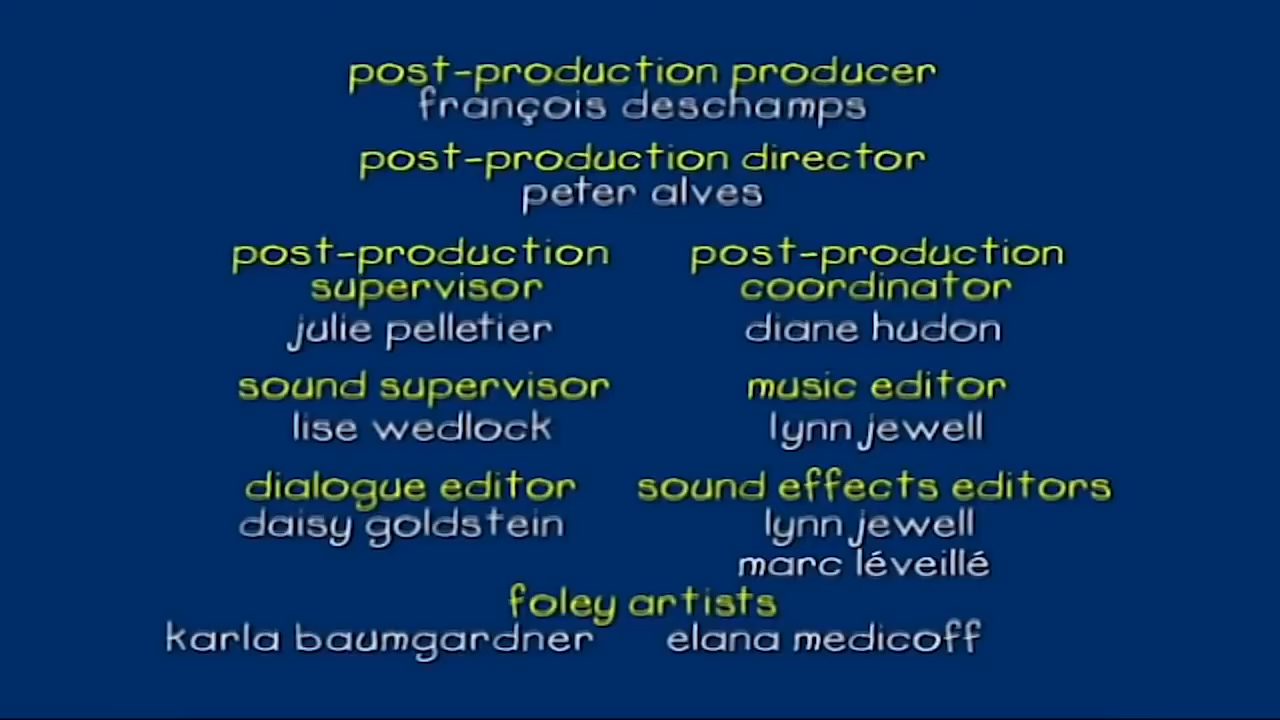 post-production producer
françois deschamps
post-production director
peter alves
post-production
supervisor
julie pelletier
post-production
coordinator
diane hudon
sound supervisor
lise wedlock
music editor
lynn jewell
dialogue editor
daisy goldstein
sound effects editors
lynn jewell
marc léveillé
foley artists
karla baumgardner elana medicoff